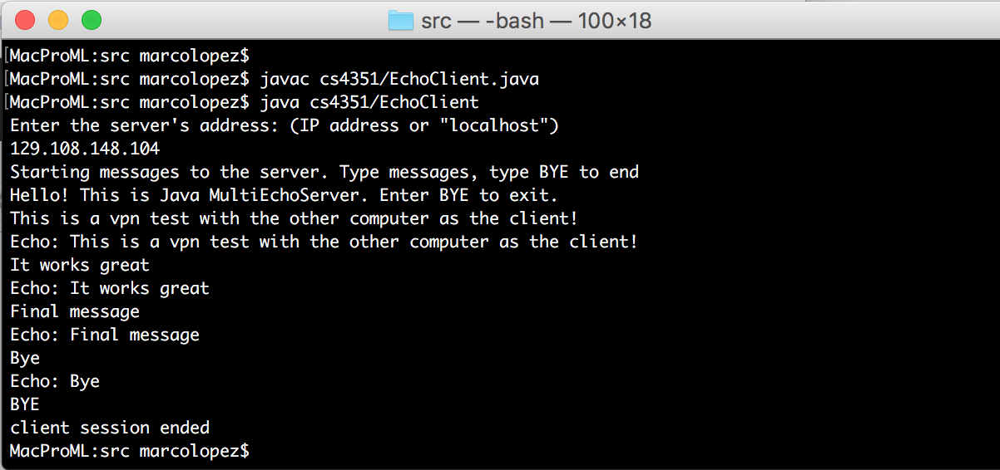 src — -bash — 100×18
[MacProML:src marcolopez$
[MacProML:src marcolopez$ javac cs4351/EchoClient.java
[MacProML:src marcolopez$ java cs4351/EchoClient
Enter the server's address: (IP address or "localhost")
129.108.148.104
Starting messages to the server. Type messages, type BYE to end
Hello! This is Java MultiEchoServer. Enter BYE to exit.
This is a vpn test with the other computer as the client!
Echo: This is a vpn test with the other computer as the client!
It works great
Echo: It works great
Final message
Echo: Final message
Bye
Echo: Bye
BYE
client session ended
MacProML:src marcolopez$